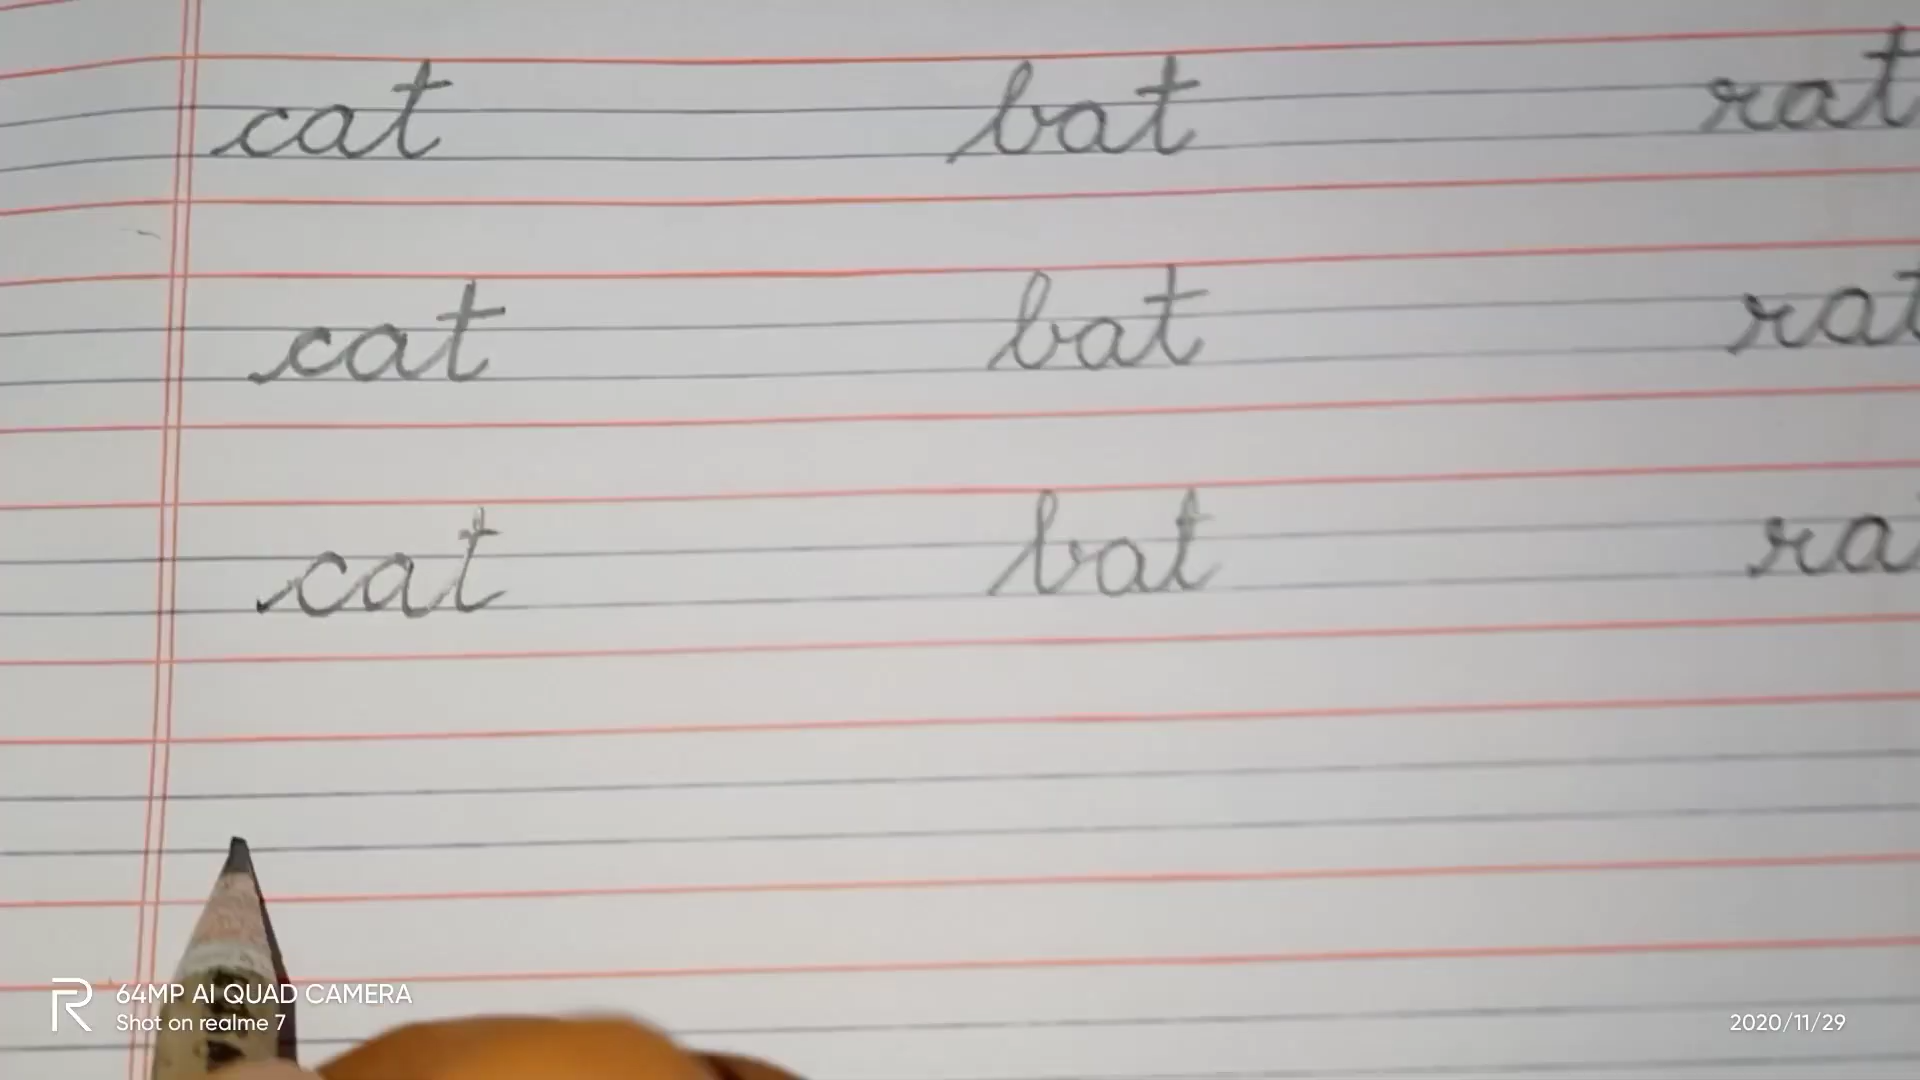 cat bat rat
cat bat rat
cat bat ra
64MP AI QUAD CAMERA
Shot on realme 7
2020/11/29